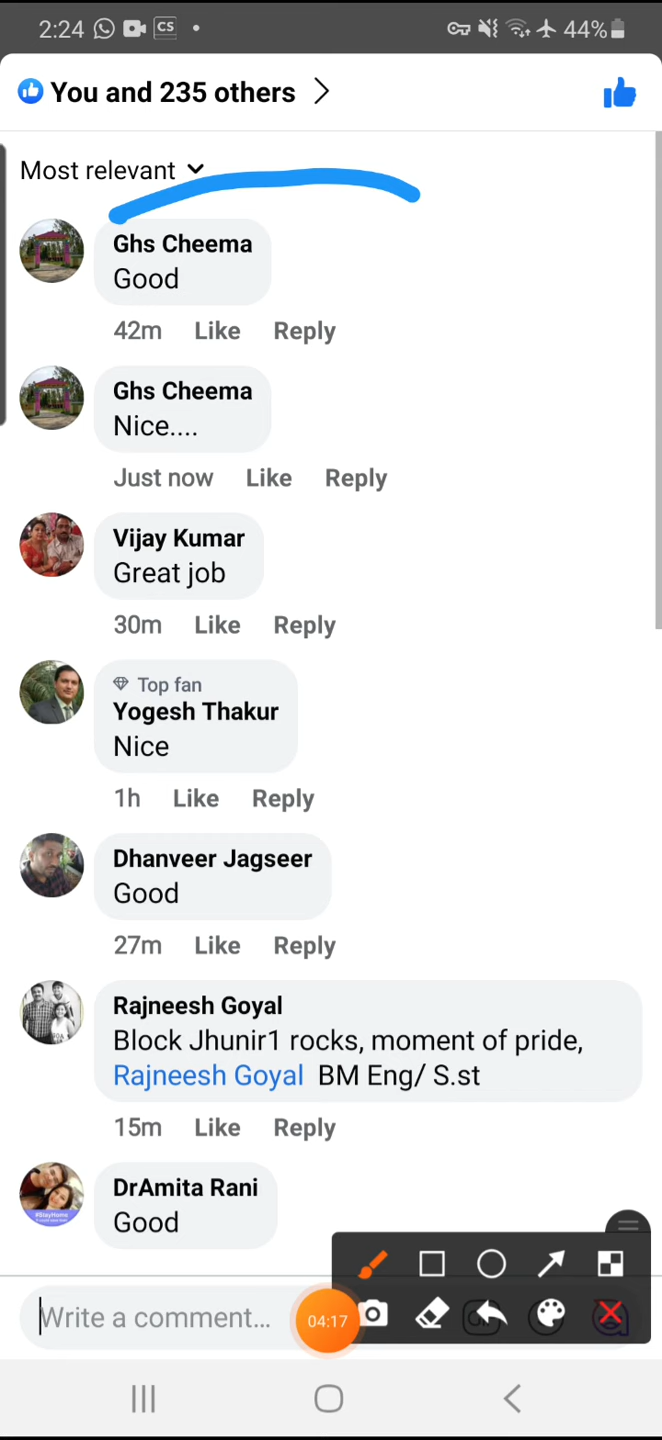 2:24 CS 44%
You and 235 others
Most relevant
Ghs Cheema
Good
42m Like Reply
Ghs Cheema
Nice....
Just now Like Reply
Vijay Kumar
Great job
30m Like Reply
Top fan
Yogesh Thakur
Nice
1h Like Reply
Dhanveer Jagseer
Good
27m Like Reply
Rajneesh Goyal
Block Jhunir1 rocks, moment of pride,
Rajneesh Goyal BM Eng/ S.st
15m Like Reply
#StayHome
DrAmita Rani
Good
Write a comment...
04:17